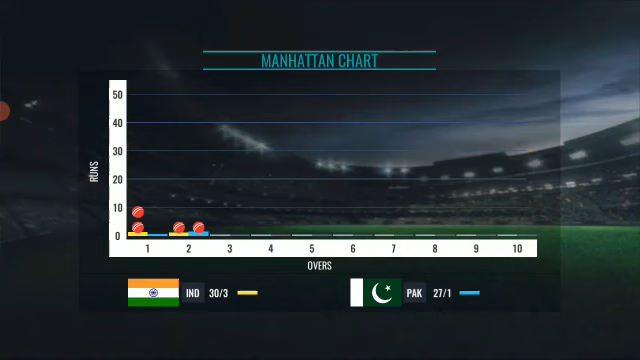 MANHATTAN CHART
50
40
30
20
10
0
RUNS
1 2 3 4 5 6 7 8 9 10
OVERS
IND 30/3
PAK 27/1